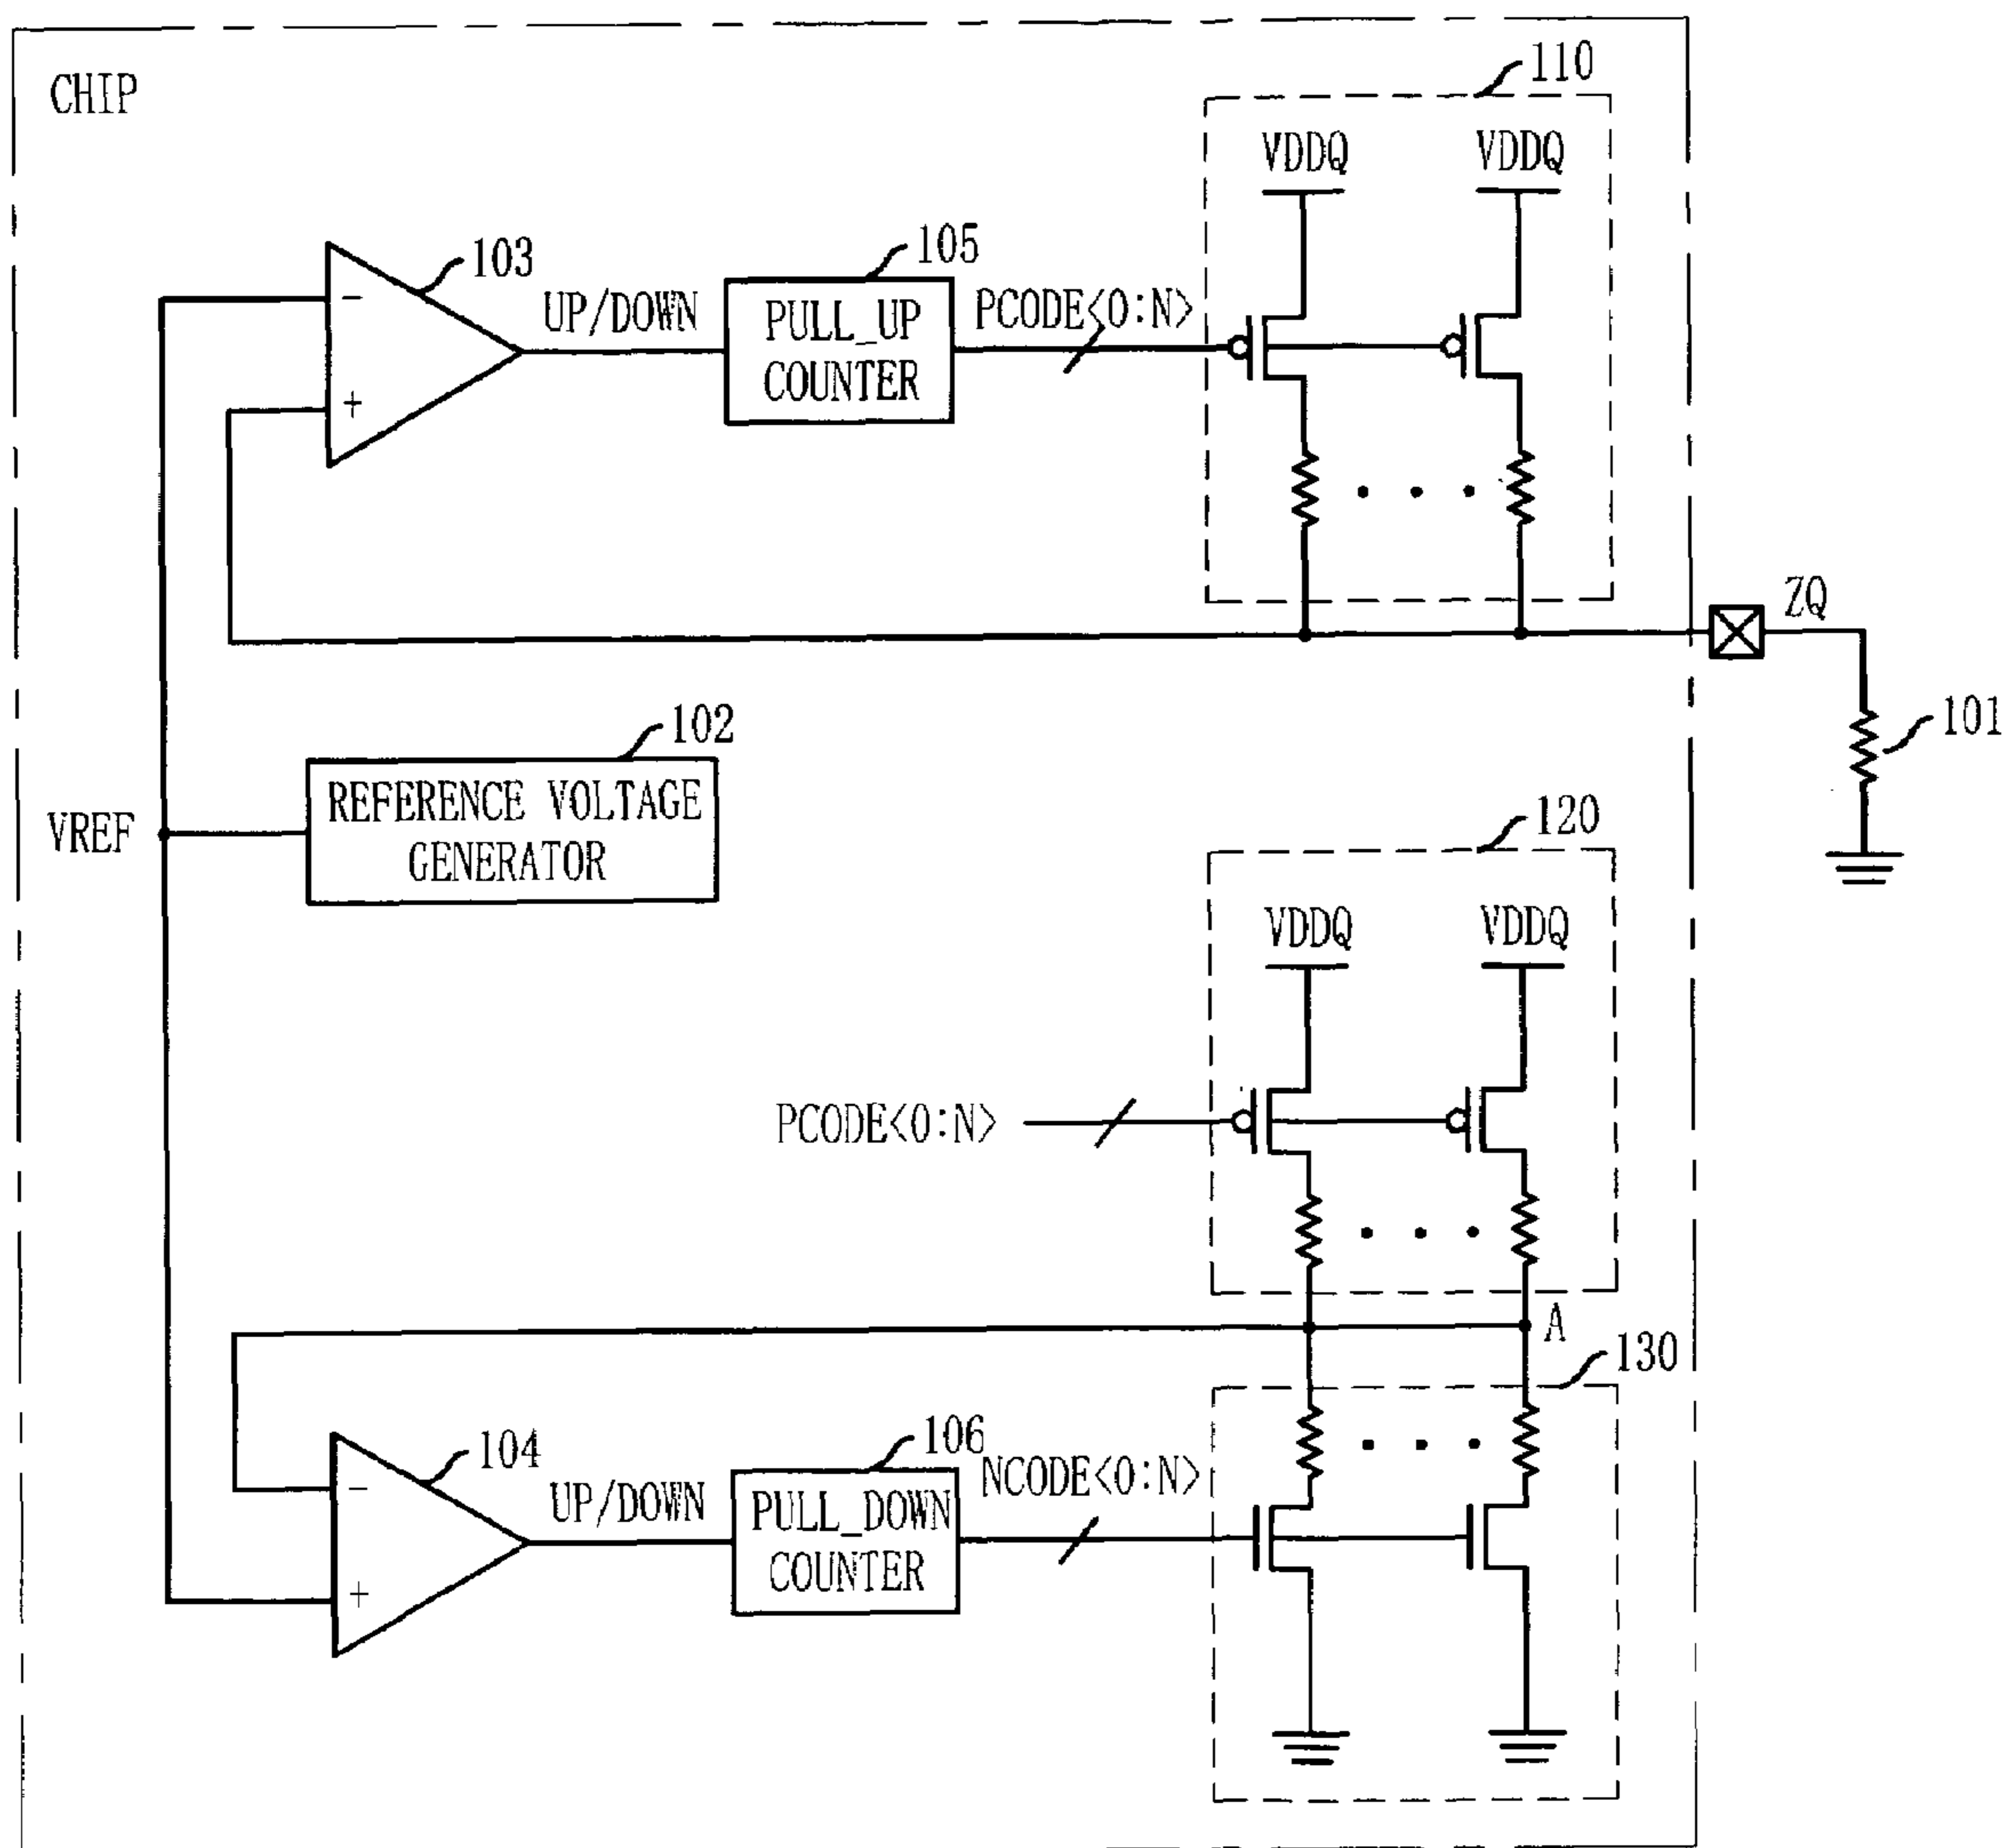 CHIP
110
VDDQ VDDQ
103
UP/DOWN
105
PULL_UP
COUNTER
PCODE<0:N>
-
+
ZQ
101
102
REFERENCE VOLTAGE
GENERATOR
VREF
120
VDDQ VDDQ
PCODE<0:N>
A
130
104
UP/DOWN
106
PULL_DOWN
COUNTER
NCODE<0:N>
-
+